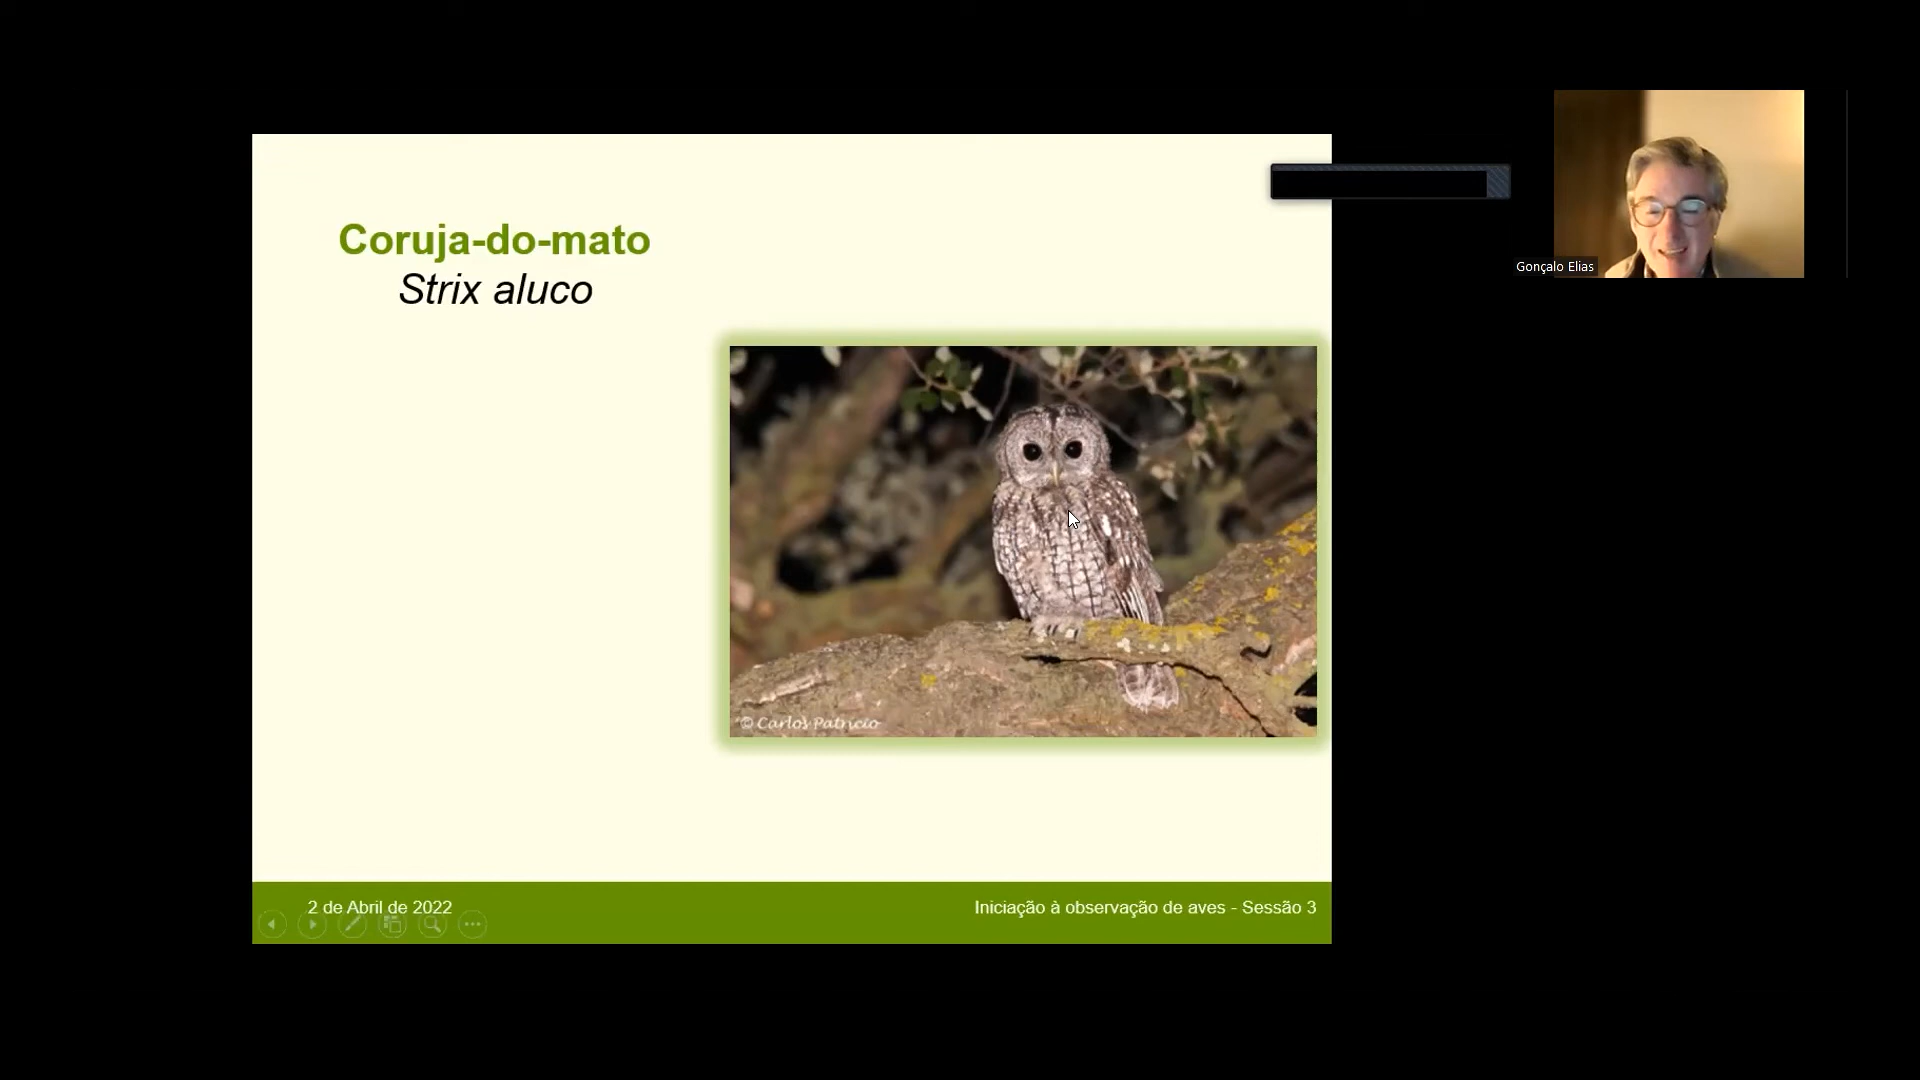 Coruja-do-mato
Strix aluco
Gonçalo Elias
© Carlos Patricio
2 de Abril de 2022
Iniciação à observação de aves - Sessão 3